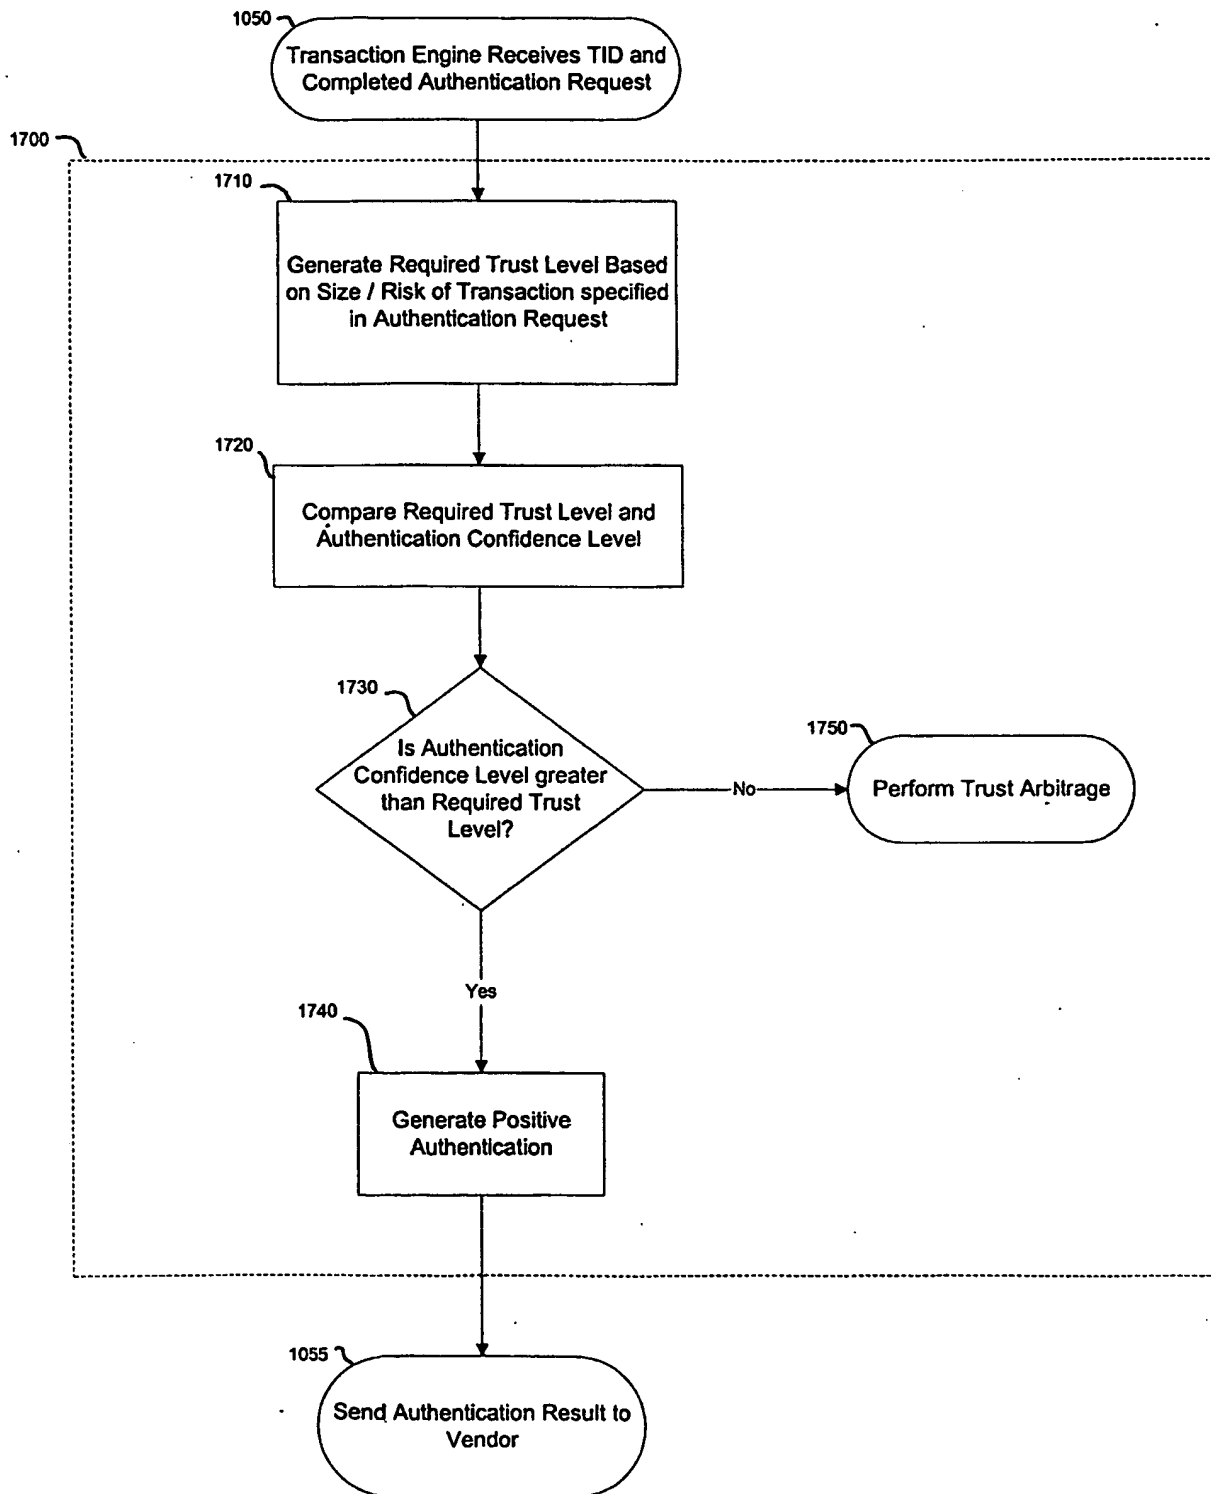 1050
Transaction Engine Receives TID and
Completed Authentication Request
1700
1710
Generate Required Trust Level Based
on Size / Risk of Transaction specified
in Authentication Request
1720
Compare Required Trust Level and
Authentication Confidence Level
1730
Is Authentication
Confidence Level greater
than Required Trust
Level?
No
1750
Perform Trust Arbitrage
Yes
1740
Generate Positive
Authentication
1055
Send Authentication Result to
Vendor